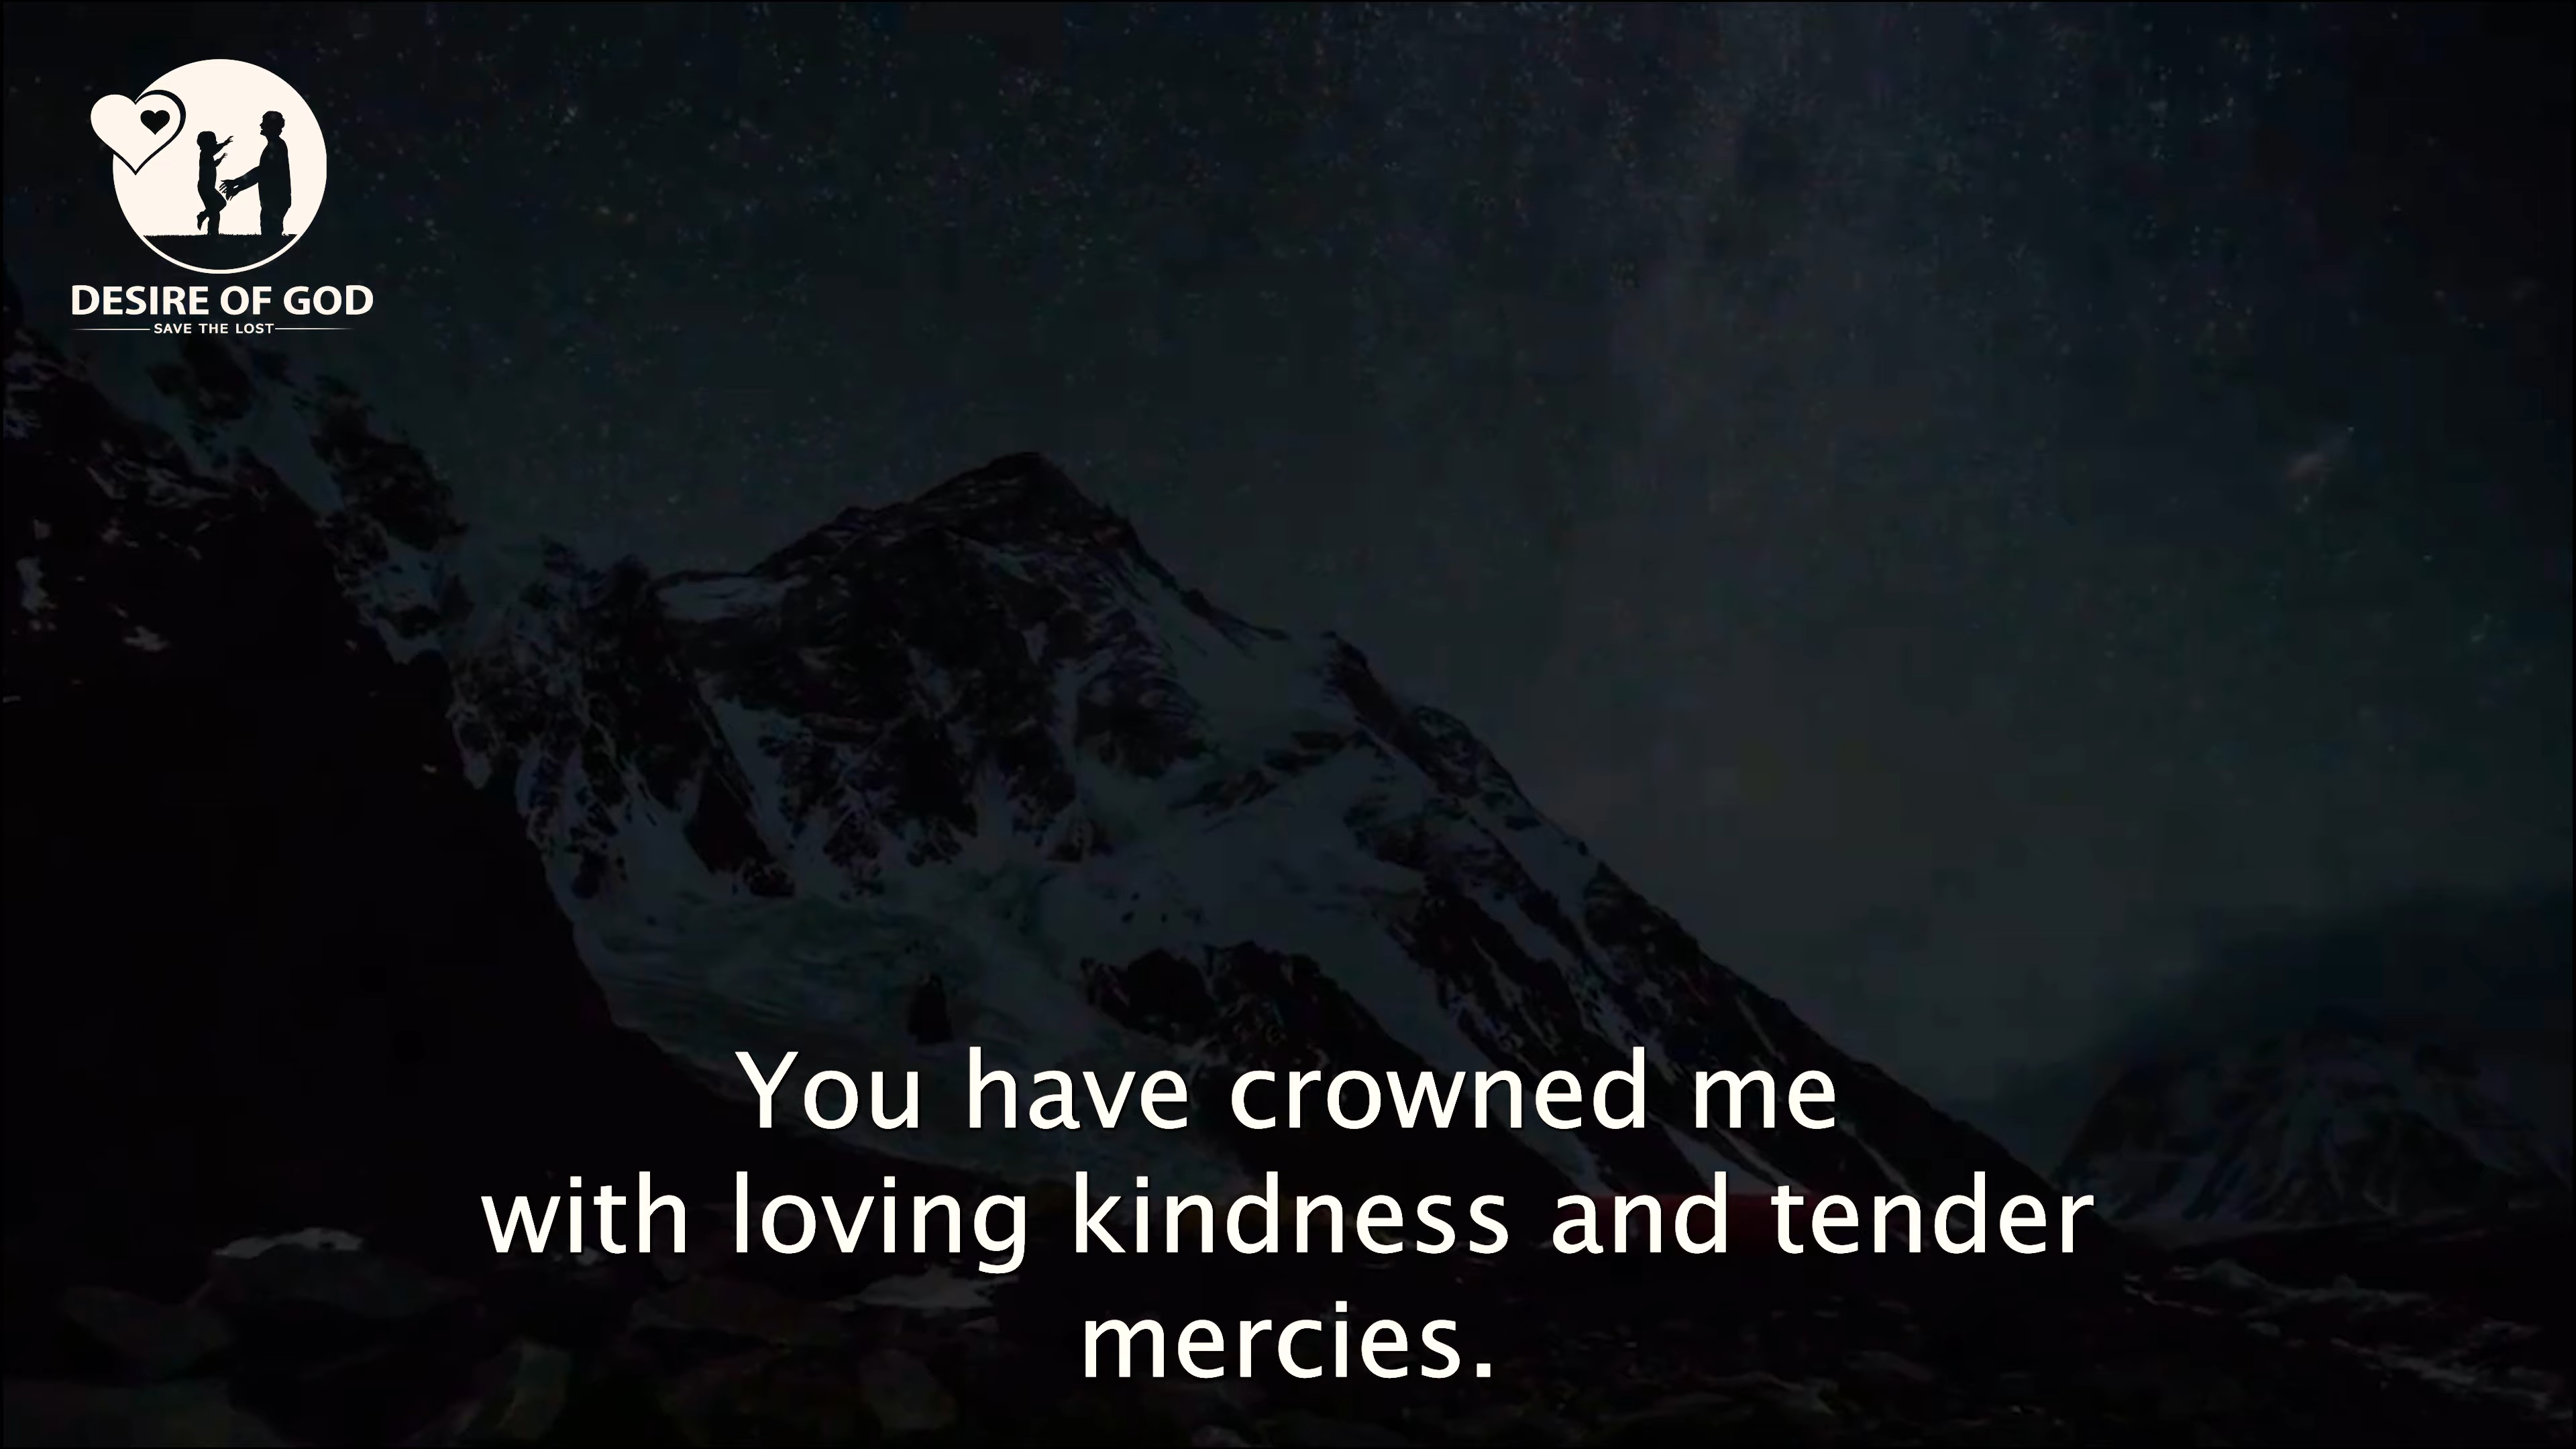 DESIRE OF GOD
SAVE THE LOST
You have crowned me
with loving kindness and tender
mercies.